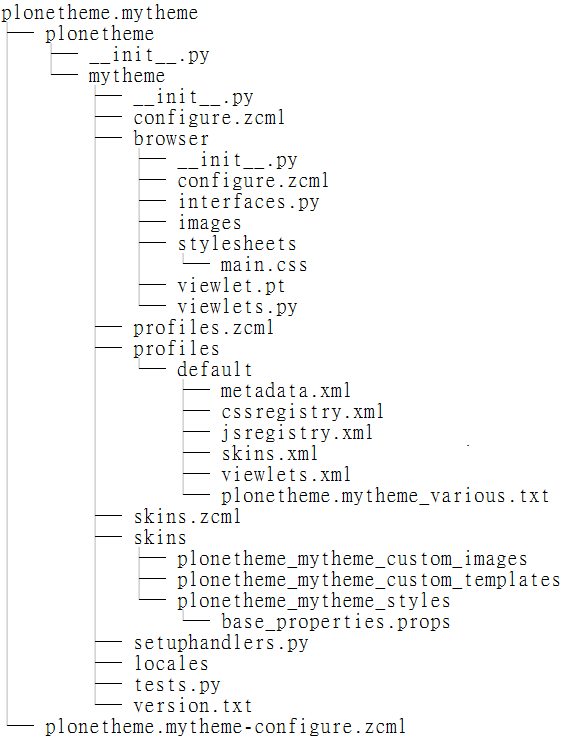 plonetheme.mytheme
plonetheme
__init__.py
mytheme
__init__.py
configure.zcml
browser
__init__.py
configure.zcml
interfaces.py
images
stylesheets
main.css
viewlet.pt
viewlets.py
profiles.zcml
profiles
default
metadata.xml
cssregistry.xml
jsregistry.xml
skins.xml
viewlets.xml
plonetheme.mytheme_various.txt
skins.zcml
skins
plonetheme_mytheme_custom_images
plonetheme_mytheme_custom_templates
plonetheme_mytheme_styles
base_properties.props
setuphandlers.py
locales
tests.py
version.txt
plonetheme.mytheme-configure.zcml